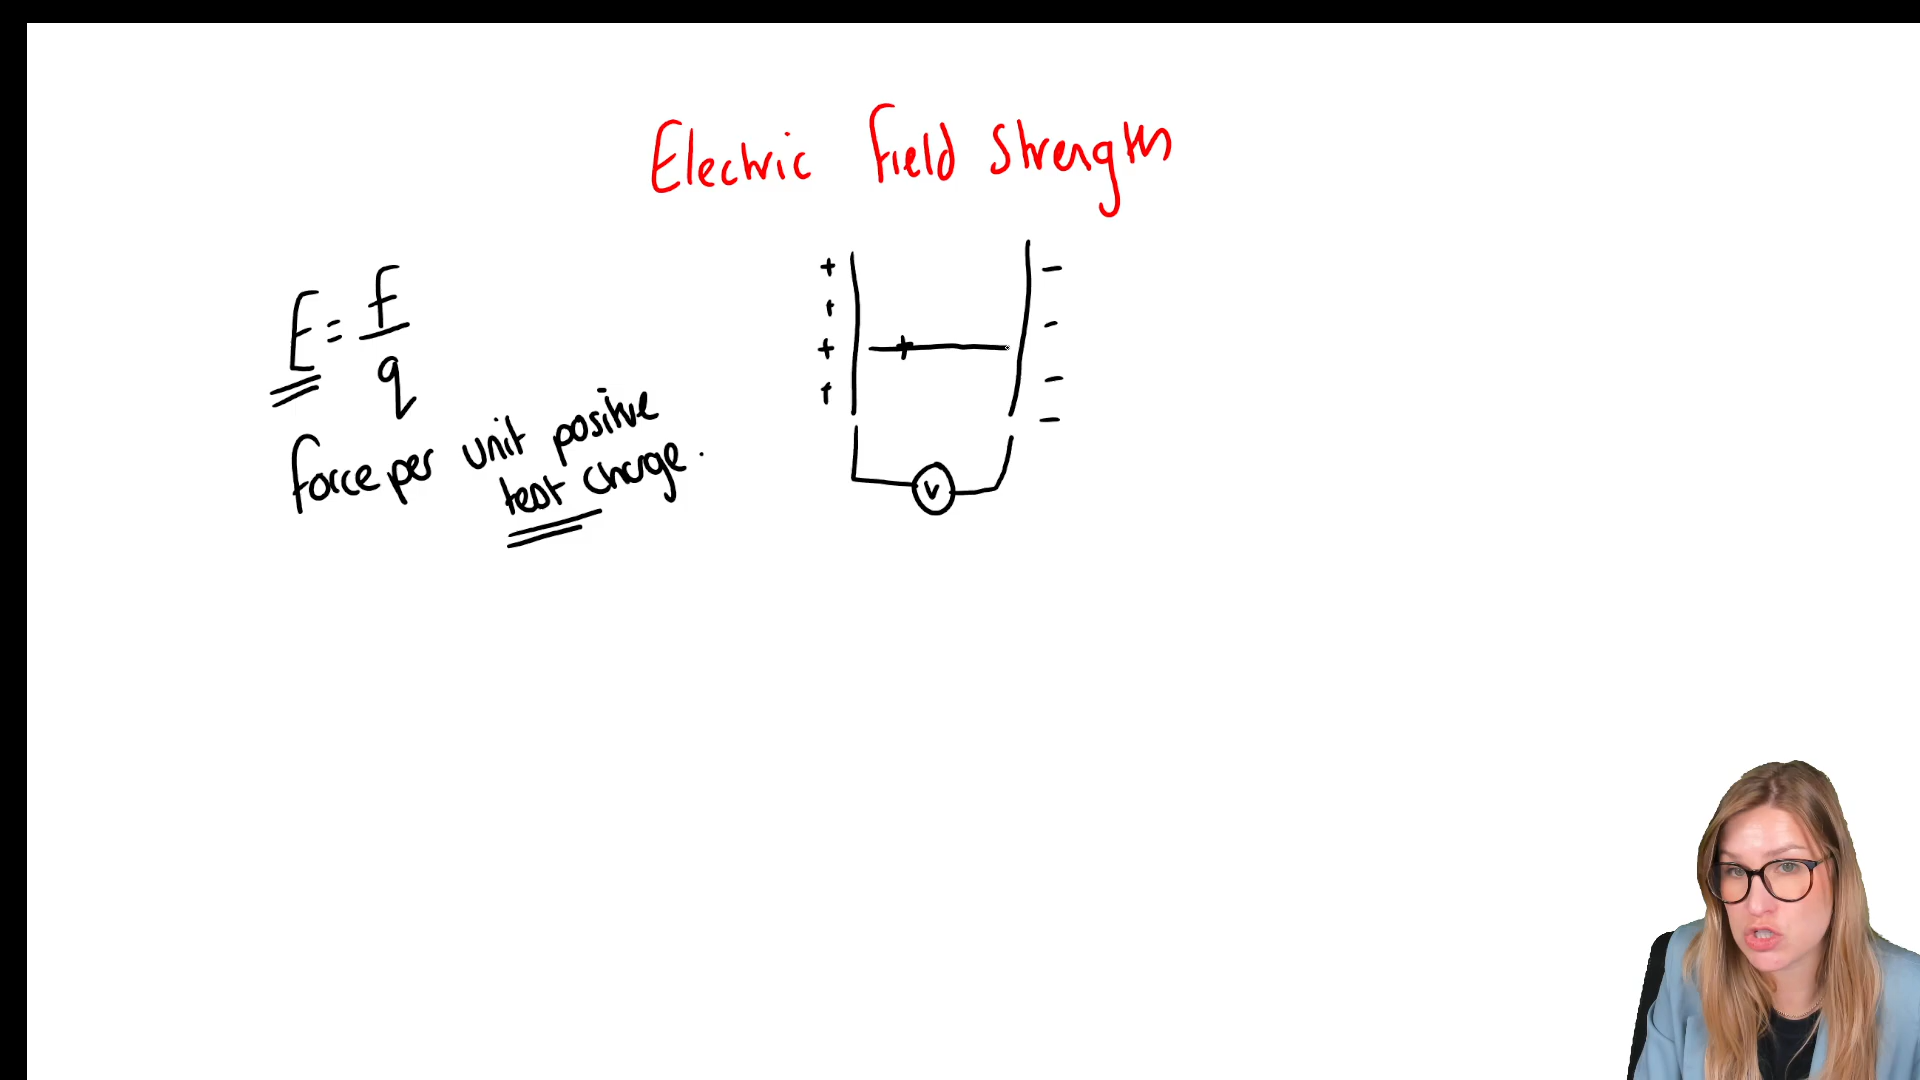 Electric Field Strength
E = F
q
Force per unit positive
test charge.
+ -
+ -
+ + -
+ -
V